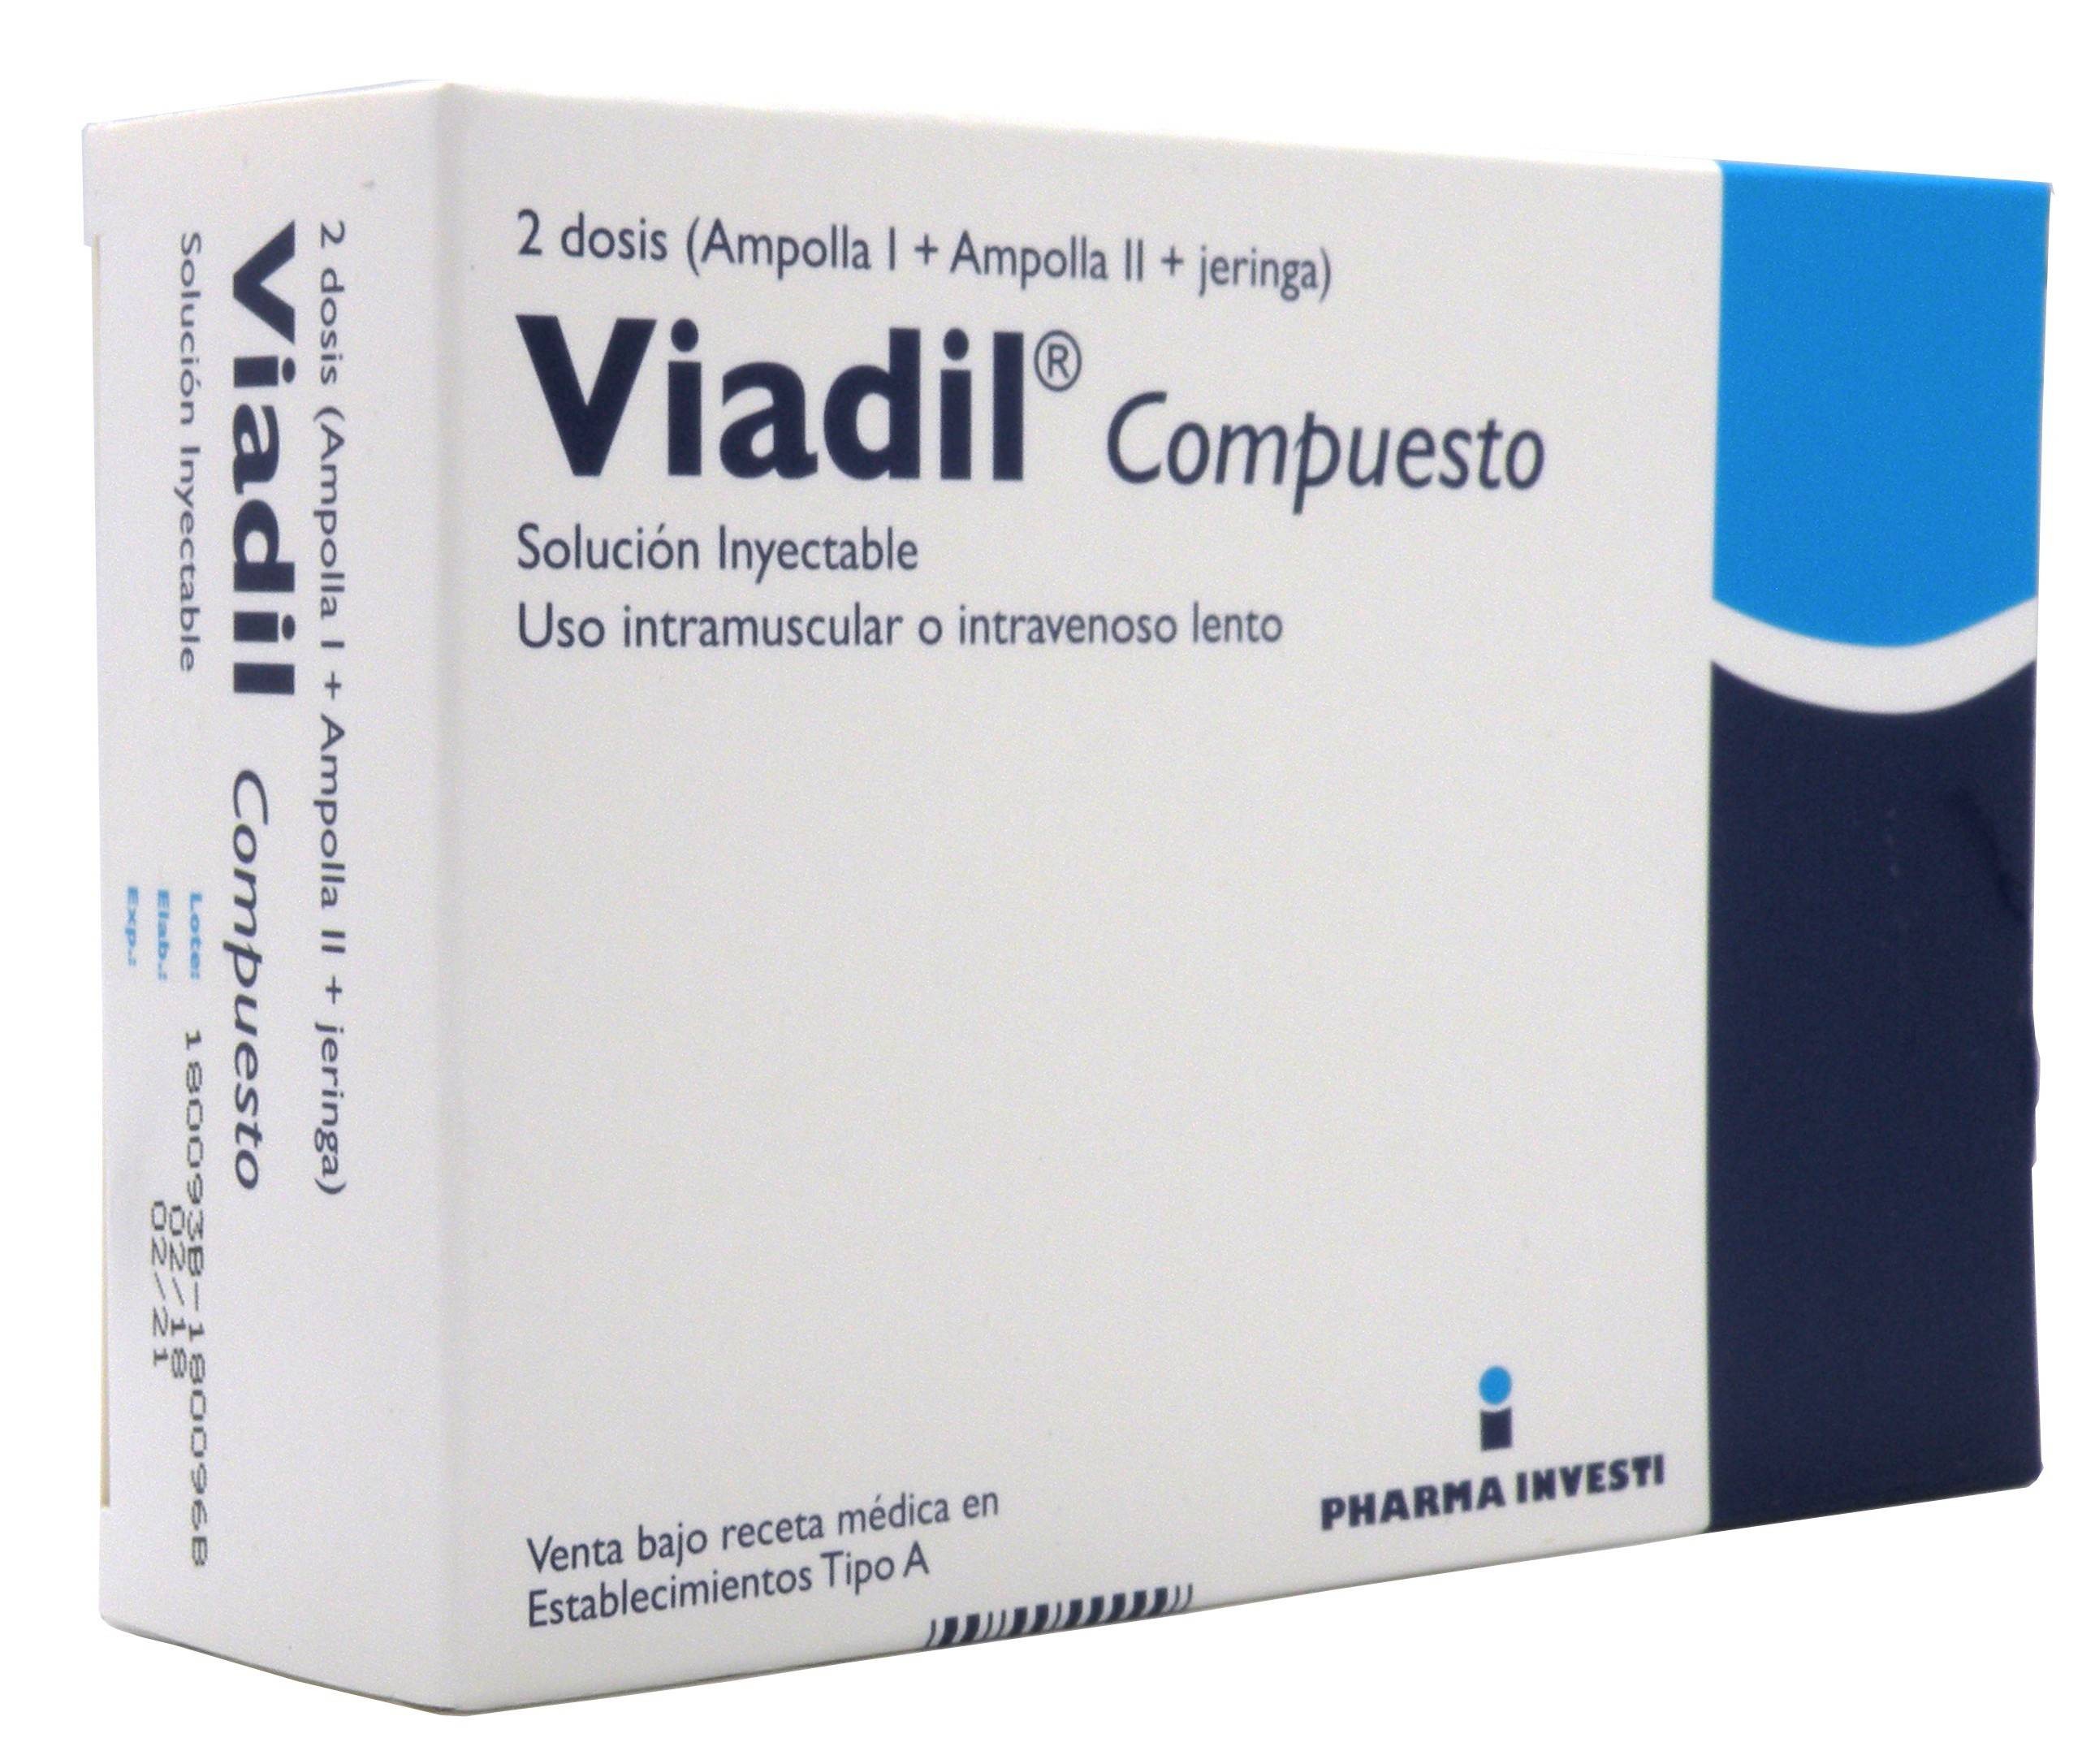 2 dosis (Ampolla I + Ampolla II + jeringa)
Viadil® Compuesto
Solución Inyectable
Uso intramuscular o intravenoso lento
Venta bajo receta médica en
Establecimientos Tipo A
PHARMA INVESTI
2 dosis (Ampolla I + Ampolla II + jeringa)
Viadil Compuesto
Solución Inyectable
Lote: 180093B-1800096B
Elab.: 02/18
Exp.: 02/21